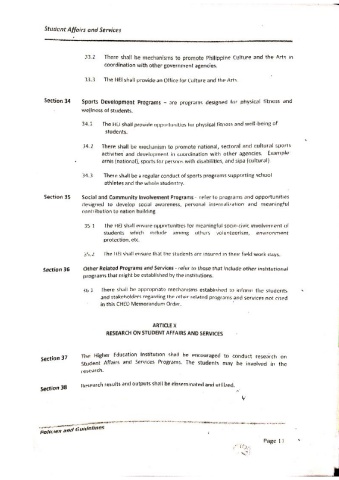 Student Affairs and Services
33.2 There shall be mechanisms to promote Philippine Culture and the Arts in
coordination with other government agencies.
33.3 The HEI shall provide an Office for Culture and the Arts
Section 34 Sports Development Programs – are programs designed for physical fitness and
wellness of students.
34.1 The HEI shall provide opportunities for physical fitness and well-being of
students.
34.2 There shall be mechanism to promote national, sectoral and cultural sports
activities and development in coordination with other agencies. Example
arnis (national), sports for persons with disabilities, and sipa (cultural)
34.3 There shall be a regular conduct of sports programs supporting school
athletes and the whole studentry.
Section 35 Social and Community Involvement Programs - refer to programs and opportunities
designed to develop social awareness, personal internalization and meaningful
contribution to nation building
35.1 The HEI shall ensure opportunities for meaningful socio-civic involvement of
students which include among others volunteerism, environment
protection, etc.
35.2 The HEI shall ensure that the students are insured in their field work days.
Section 36 Other Related Programs and Services - refer to those that include other institutional
programs that might be established by the institutions.
36.1 There shall be appropriate mechanisms established to inform the students
and stakeholders regarding the other related programs and services not cited
in this CHED Memorandum Order.
ARTICLE X
RESEARCH ON STUDENT AFFAIRS AND SERVICES
Section 37 The Higher Education Institution shall be encouraged to conduct research on
Student Affairs and Services Programs. The students may be involved in the
research.
Section 38 Research results and outputs shall be disseminated and utilized.
Policies and Guidelines
Page 11